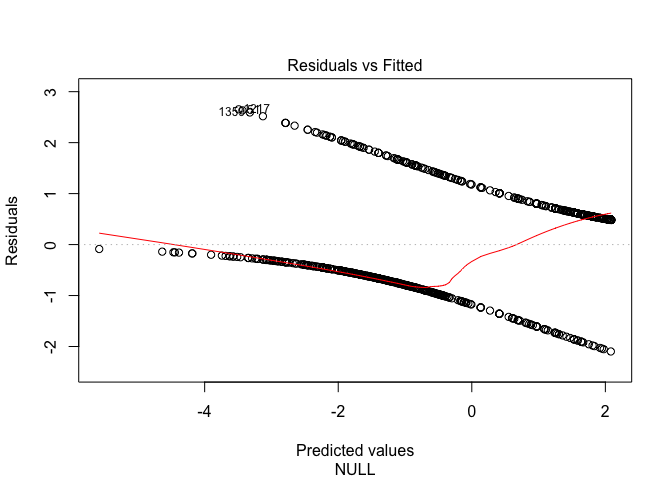 Residuals vs Fitted
Residuals
3
2
1
0
-1
-2
-4
-2
0
2
Predicted values
NULL